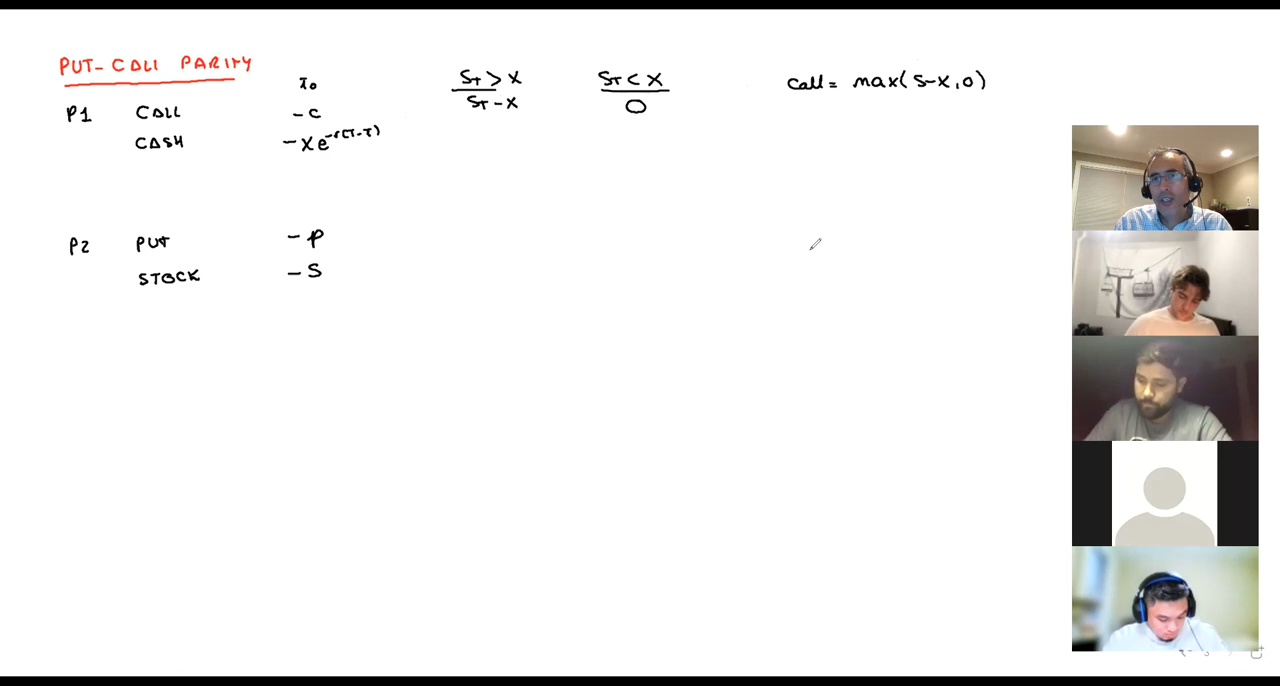 PUT-CALL PARITY
T0 ST > X ST < X Call = max(S-X,0)
P1 CALL -C ST-X 0
CASH -Xe^-r(T-T)
P2 PUT -P
STOCK -S